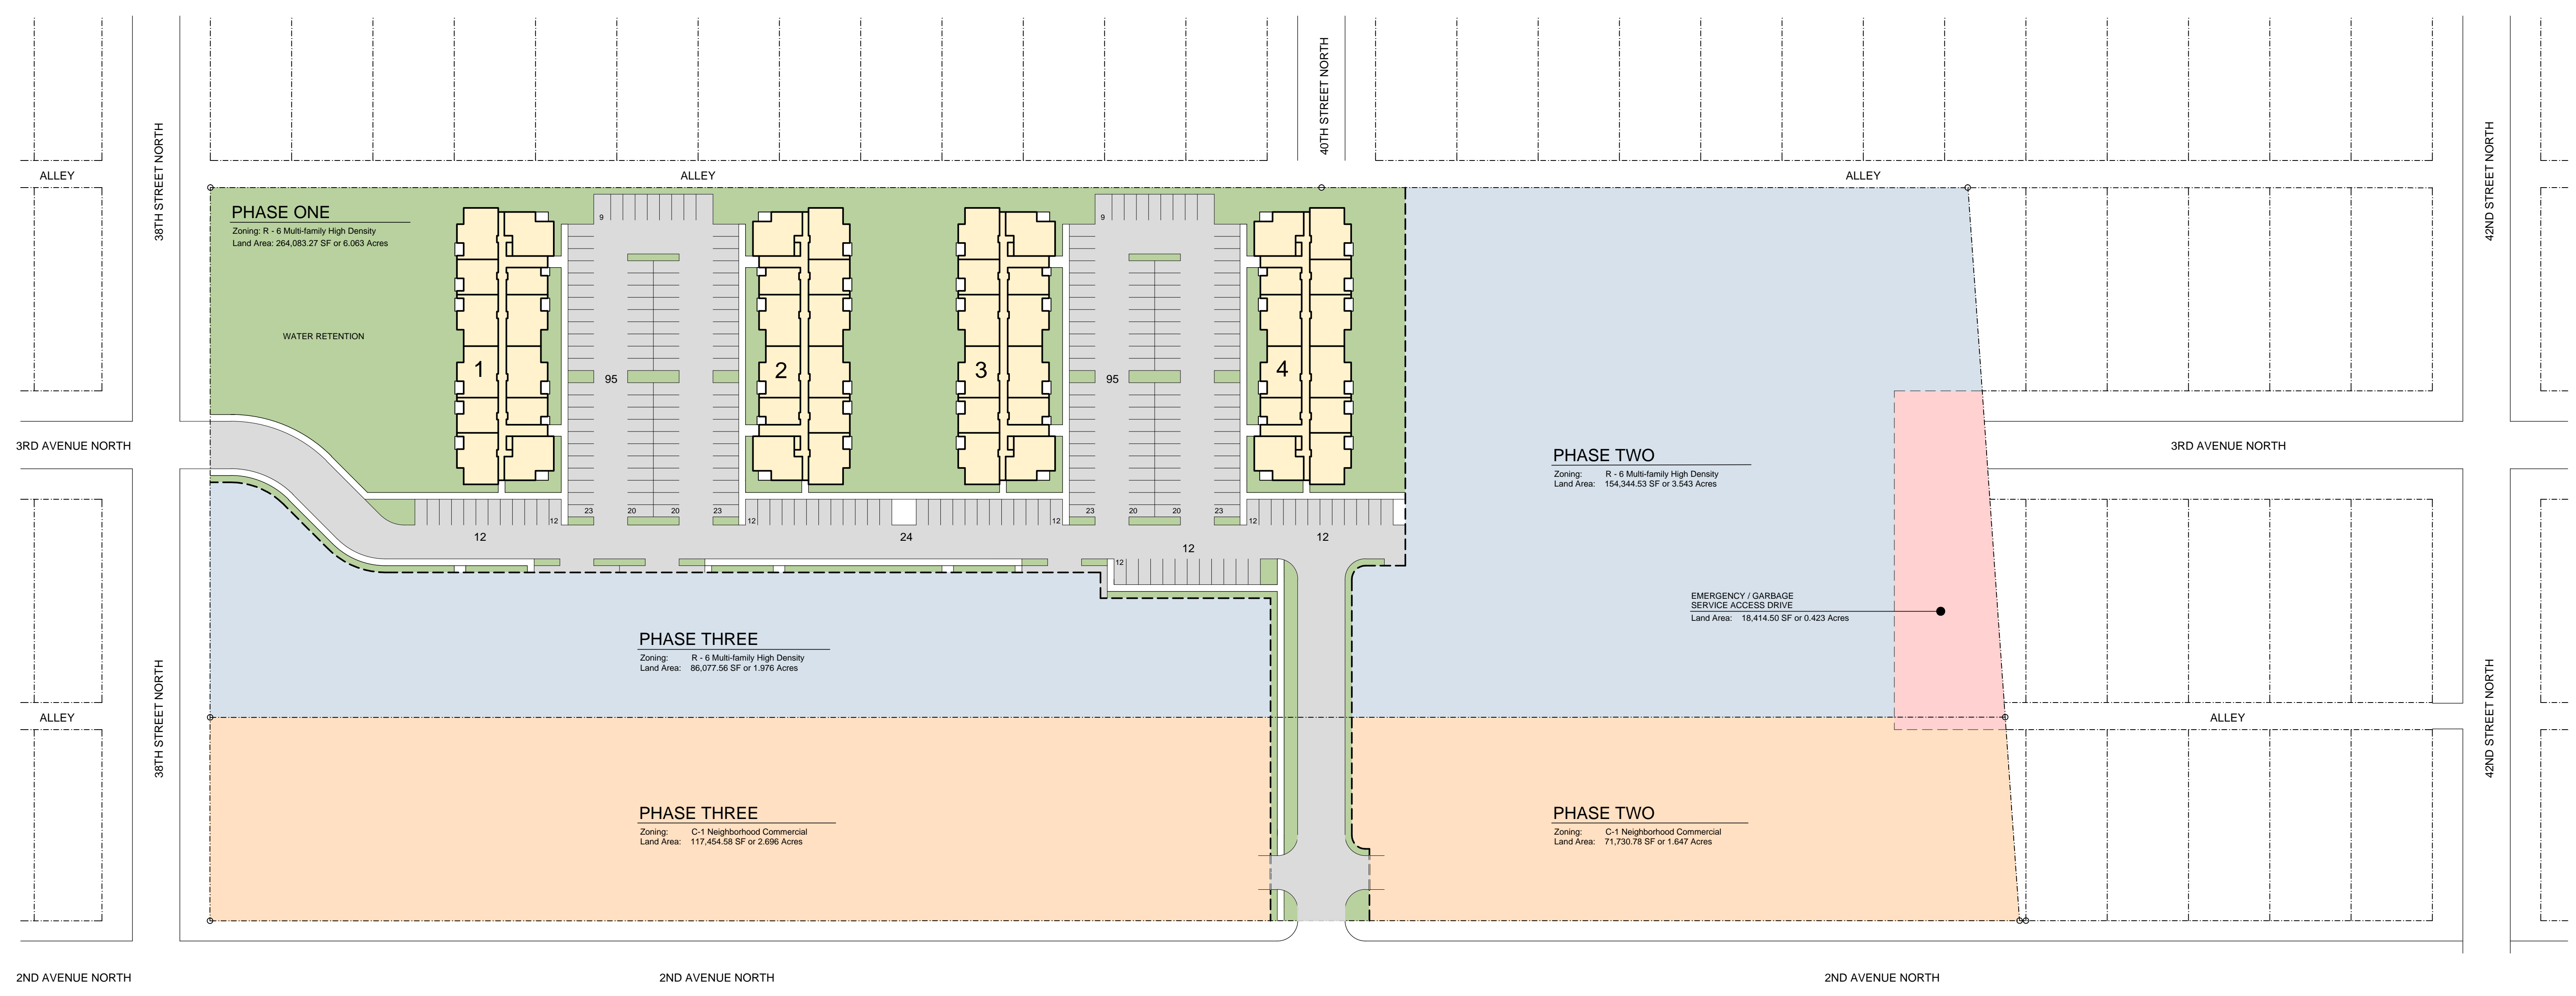 40TH STREET NORTH
38TH STREET NORTH
42ND STREET NORTH
ALLEY
ALLEY
ALLEY
PHASE ONE
Zoning: R - 6 Multi-family High Density
Land Area: 264,083.27 SF or 6.063 Acres
9
9
WATER RETENTION
1
95
2
3
95
4
3RD AVENUE NORTH
PHASE TWO
Zoning: R - 6 Multi-family High Density
Land Area: 154,344.53 SF or 3.543 Acres
3RD AVENUE NORTH
12
23
20
20
23
12
12
23
20
20
23
12
12
24
12
12
12
EMERGENCY / GARBAGE
SERVICE ACCESS DRIVE
Land Area: 18,414.50 SF or 0.423 Acres
PHASE THREE
Zoning: R - 6 Multi-family High Density
Land Area: 86,077.56 SF or 1.976 Acres
38TH STREET NORTH
42ND STREET NORTH
ALLEY
ALLEY
PHASE THREE
Zoning: C-1 Neighborhood Commercial
Land Area: 117,454.58 SF or 2.696 Acres
PHASE TWO
Zoning: C-1 Neighborhood Commercial
Land Area: 71,730.78 SF or 1.647 Acres
2ND AVENUE NORTH
2ND AVENUE NORTH
2ND AVENUE NORTH